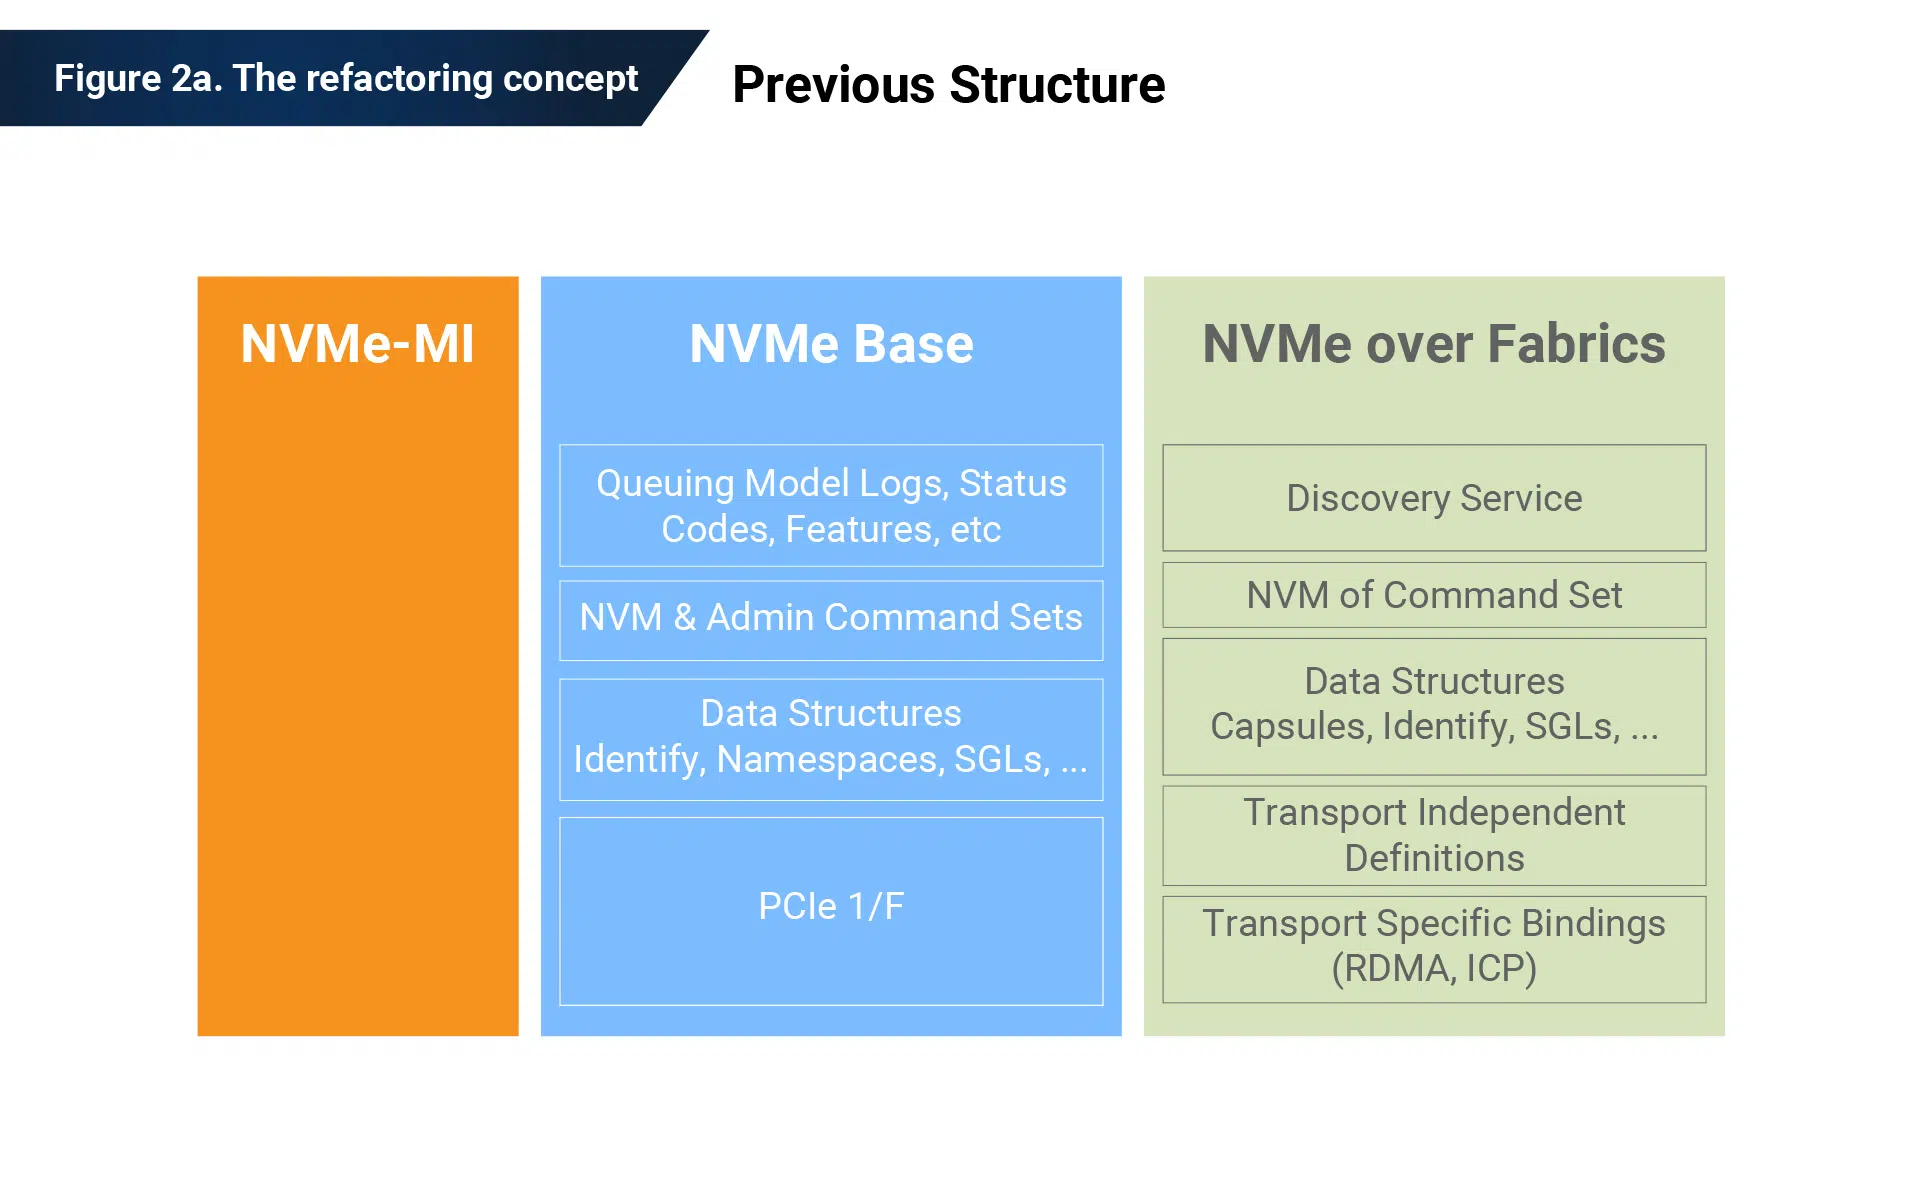 Figure 2a. The refactoring concept
Previous Structure
NVMe-MI
NVMe Base
Queuing Model Logs, Status
Codes, Features, etc
NVM & Admin Command Sets
Data Structures
Identify, Namespaces, SGLs, ...
PCIe 1/F
NVMe over Fabrics
Discovery Service
NVM of Command Set
Data Structures
Capsules, Identify, SGLs, ...
Transport Independent
Definitions
Transport Specific Bindings
(RDMA, ICP)